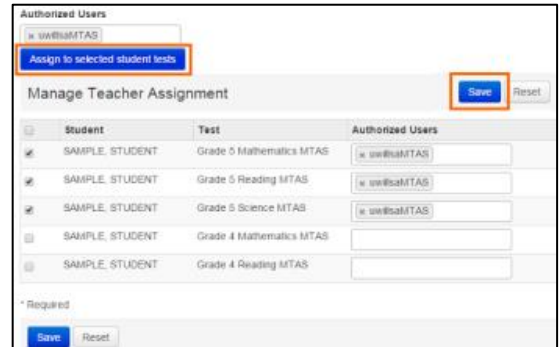 Authorized Users
× uwillsaMTAS
Assign to selected student tests
Manage Teacher Assignment Save Reset
Student Test Authorized Users
SAMPLE, STUDENT Grade 5 Mathematics MTAS × uwillsaMTAS
SAMPLE, STUDENT Grade 5 Reading MTAS × uwillsaMTAS
SAMPLE, STUDENT Grade 5 Science MTAS × uwillsaMTAS
SAMPLE, STUDENT Grade 4 Mathematics MTAS
SAMPLE, STUDENT Grade 4 Reading MTAS
* Required
Save Reset